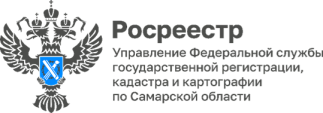 Росреестр
Управление Федеральной службы
государственной регистрации,
кадастра и картографии
по Самарской области